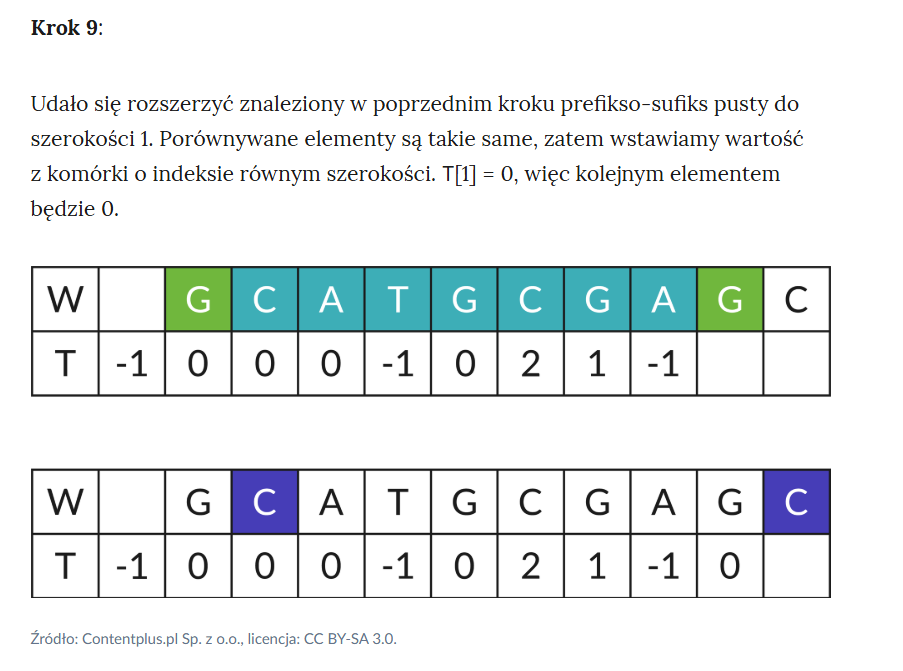 Krok 9:
Udało się rozszerzyć znaleziony w poprzednim kroku prefikso-sufiks pusty do
szerokości 1. Porównywane elementy są takie same, zatem wstawiamy wartość
z komórki o indeksie równym szerokości. T[1] = 0, więc kolejnym elementem
będzie 0.
W G C A T G C G A G C
T -1 0 0 0 -1 0 2 1 -1
W G C A T G C G A G C
T -1 0 0 0 -1 0 2 1 -1 0
Źródło: Contentplus.pl Sp. z o.o., licencja: CC BY-SA 3.0.